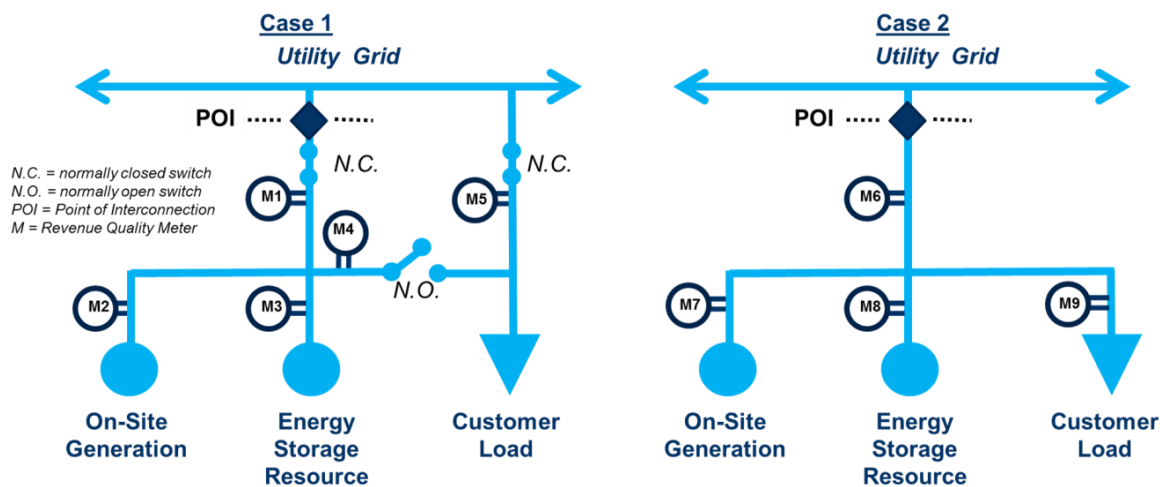 Case 1
Utility Grid
POI
N.C.
N.C.
N.C. = normally closed switch
N.O. = normally open switch
POI = Point of Interconnection
M = Revenue Quality Meter
M1
M5
M4
N.O.
M2
M3
On-Site
Generation
Energy
Storage
Resource
Customer
Load
Case 2
Utility Grid
POI
M6
M7
M8
M9
On-Site
Generation
Energy
Storage
Resource
Customer
Load